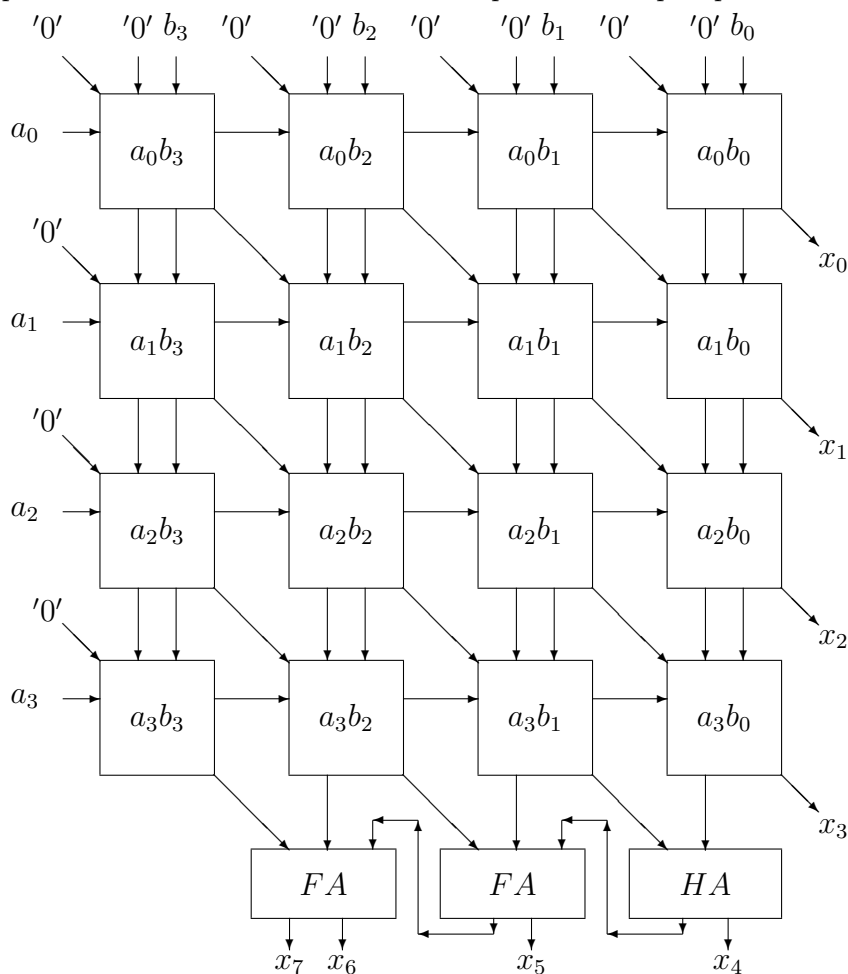 '0' '0' b₃ '0' '0' b₂ '0' '0' b₁ '0' '0' b₀
a₀ a₀b₃ a₀b₂ a₀b₁ a₀b₀
'0' x₀
a₁ a₁b₃ a₁b₂ a₁b₁ a₁b₀
'0' x₁
a₂ a₂b₃ a₂b₂ a₂b₁ a₂b₀
'0' x₂
a₃ a₃b₃ a₃b₂ a₃b₁ a₃b₀
x₃
FA FA HA
x₇ x₆ x₅ x₄